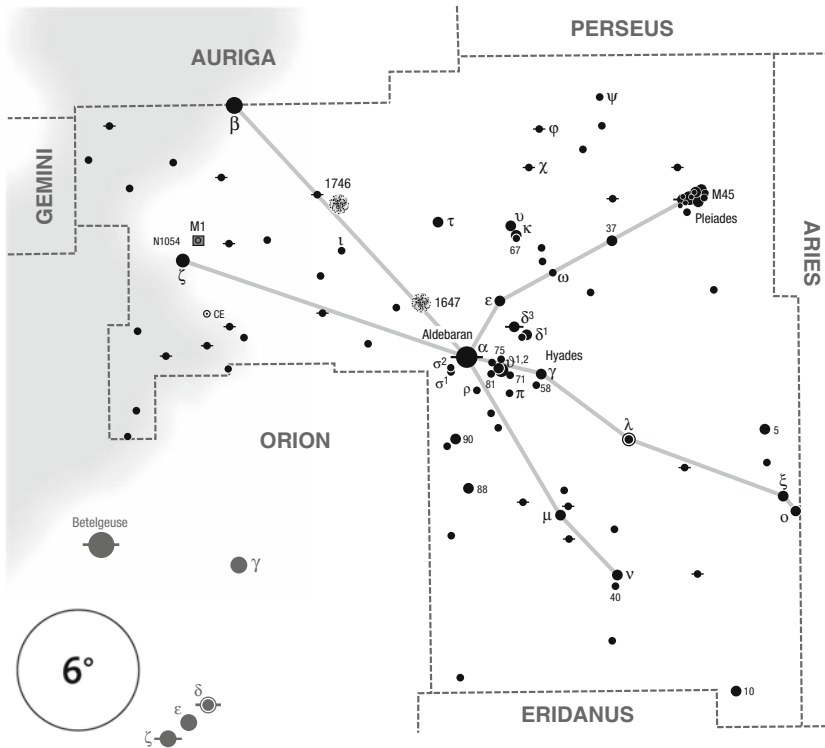 PERSEUS
AURIGA
ψ
β
φ
χ
GEMINI
1746
M45
τ
υ
Pleiades
κ
M1
37
67
N1054
ι
ARIES
ζ
ω
ε
1647
CE
δ3
δ1
Aldebaran
α
75
ϑ1,2
Hyades
σ2
γ
σ1
81
71
58
ρ
π
λ
5
ORION
90
ξ
88
ο
Betelgeuse
μ
γ
ν
40
6°
δ
10
ε
ERIDANUS
ζ